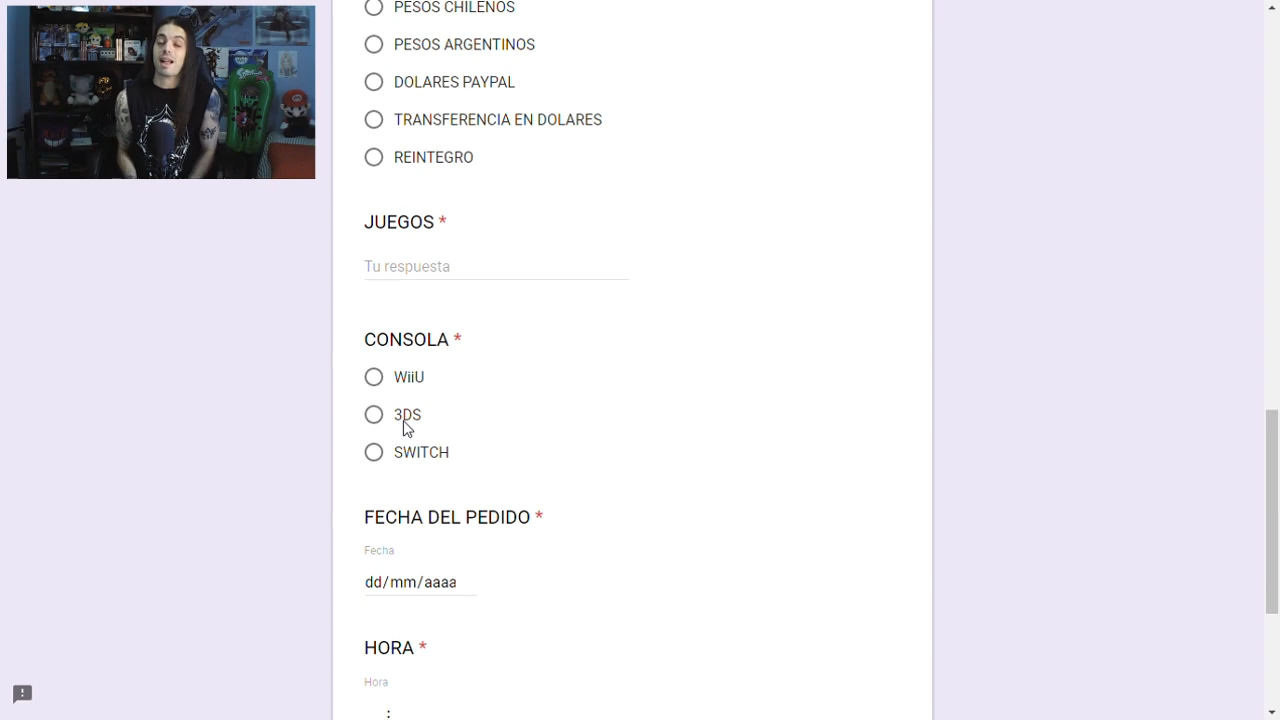 PESOS CHILENOS
PESOS ARGENTINOS
DOLARES PAYPAL
TRANSFERENCIA EN DOLARES
REINTEGRO
JUEGOS *
Tu respuesta
CONSOLA *
WiiU
3DS
SWITCH
FECHA DEL PEDIDO *
Fecha
dd/mm/aaaa
HORA *
Hora
: